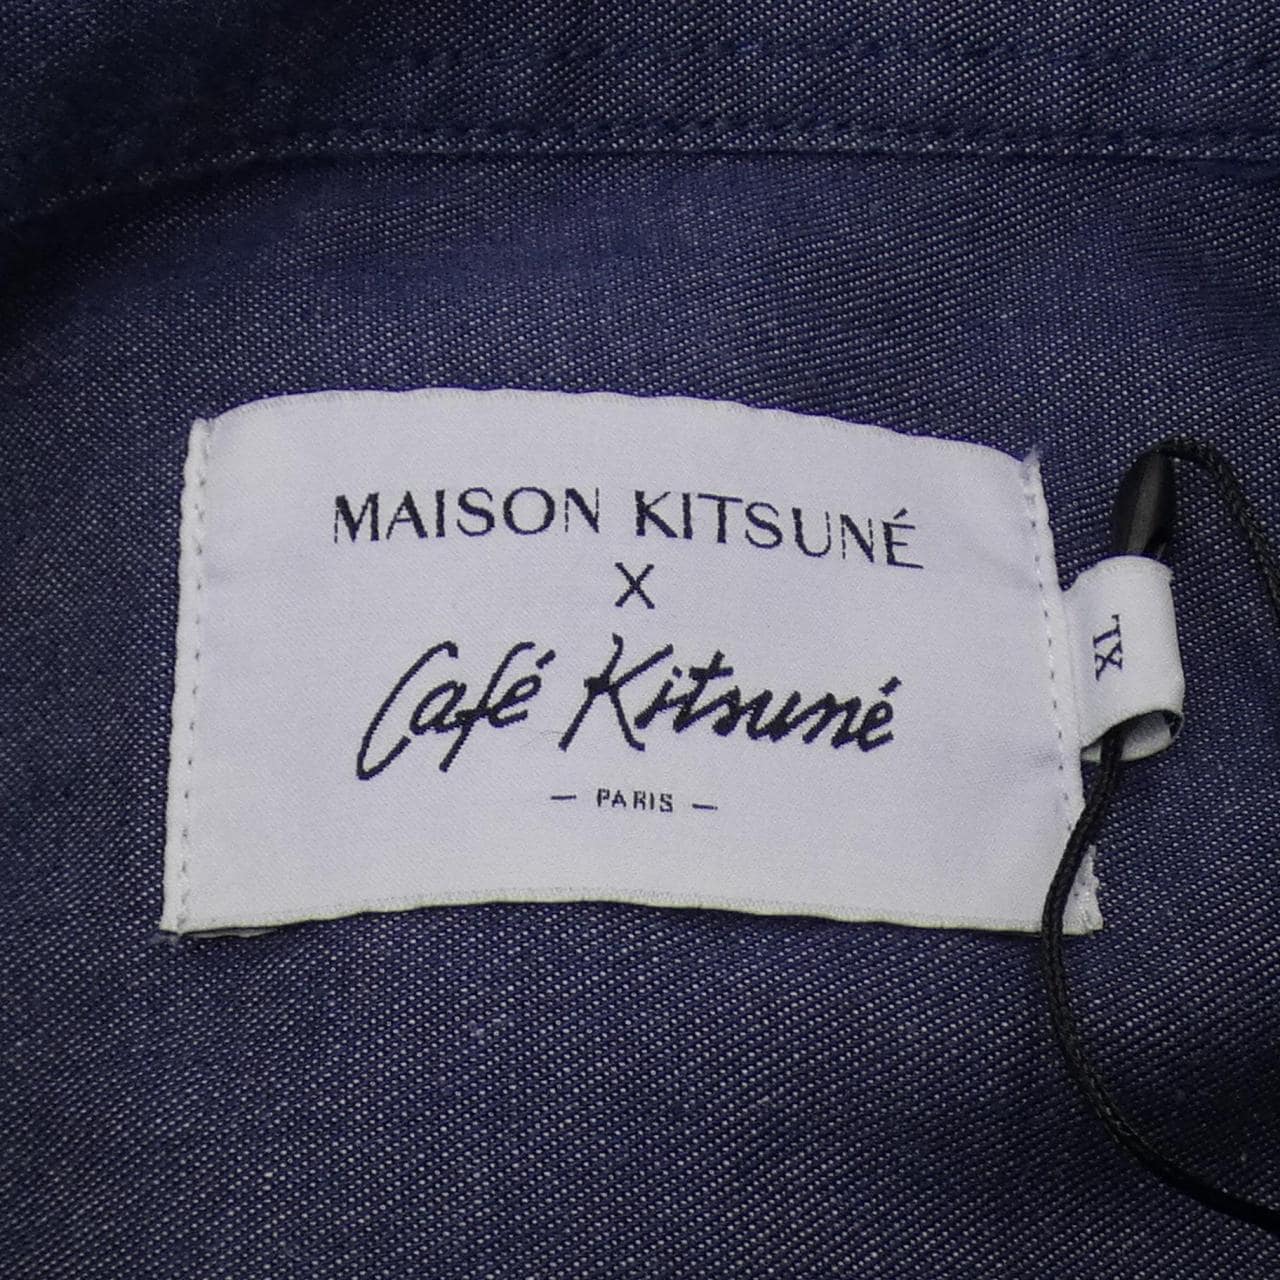 MAISON KITSUNÉ
X
Café Kitsuné
— PARIS —
XL